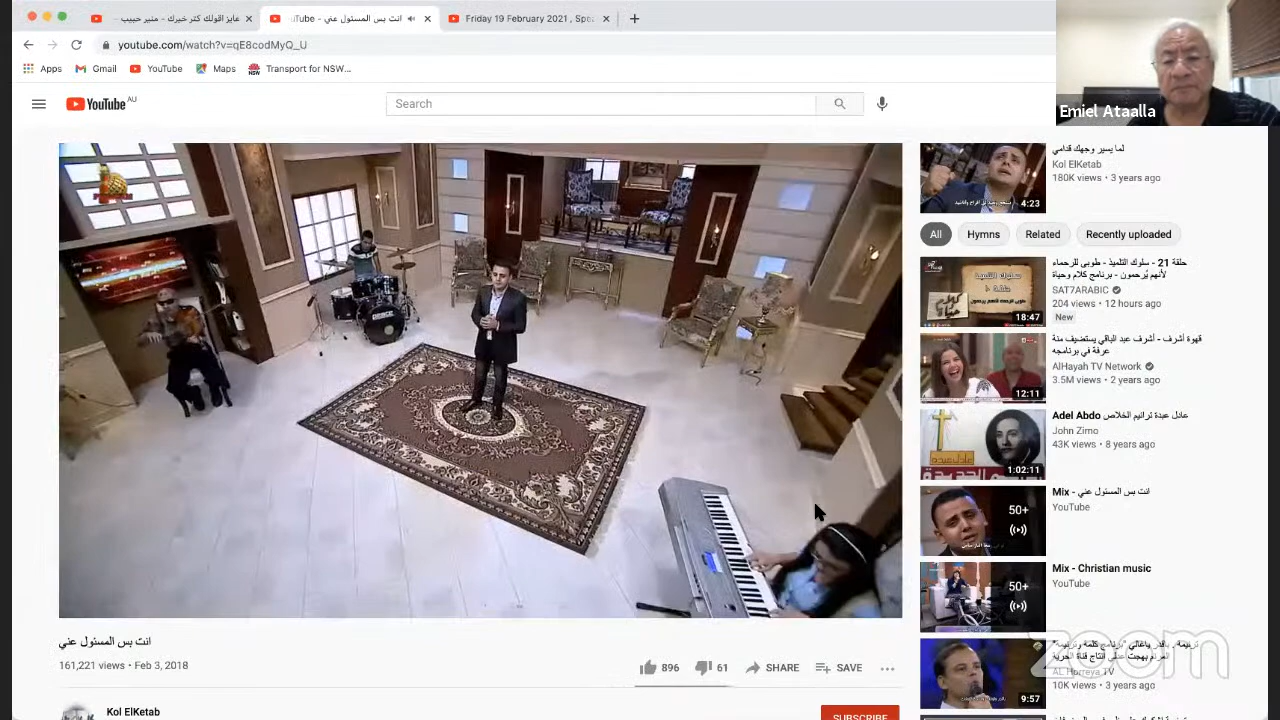 عايز اقولك كتر خيرك - منير حبيب
انت بس المسئول عني - YouTube
Friday 19 February 2021 , Spe
youtube.com/watch?v=qE8codMyQ_U
Apps
Gmail
YouTube
Maps
Transport for NSW...
YouTube AU
Search
Emiel Ataalla
لما يسير وجهك قدامي
Kol ElKetab
180K views • 3 years ago
4:23
All
Hymns
Related
Recently uploaded
حلقة 21 - سلوك التلميذ - طوبى للرحماء
لأنهم يُرحمون - برنامج كلام وحياة
SAT7ARABIC
204 views • 12 hours ago
New
18:47
قهوة أشرف - أشرف عبد الباقي يستضيف منة
عرفة في برنامجه
AlHayah TV Network
3.5M views • 2 years ago
12:11
Adel Abdo عادل عبدة ترانيم الخلاص
John Zimo
43K views • 8 years ago
1:02:11
Mix - انت بس المسئول عني
YouTube
50+
Mix - Christian music
YouTube
50+
AL Horreya TV
10K views • 3 years ago
9:57
zoom
PEACE
انت بس المسئول عني
161,221 views • Feb 3, 2018
896
61
SHARE
SAVE
Kol ElKetab
SUBSCRIBE